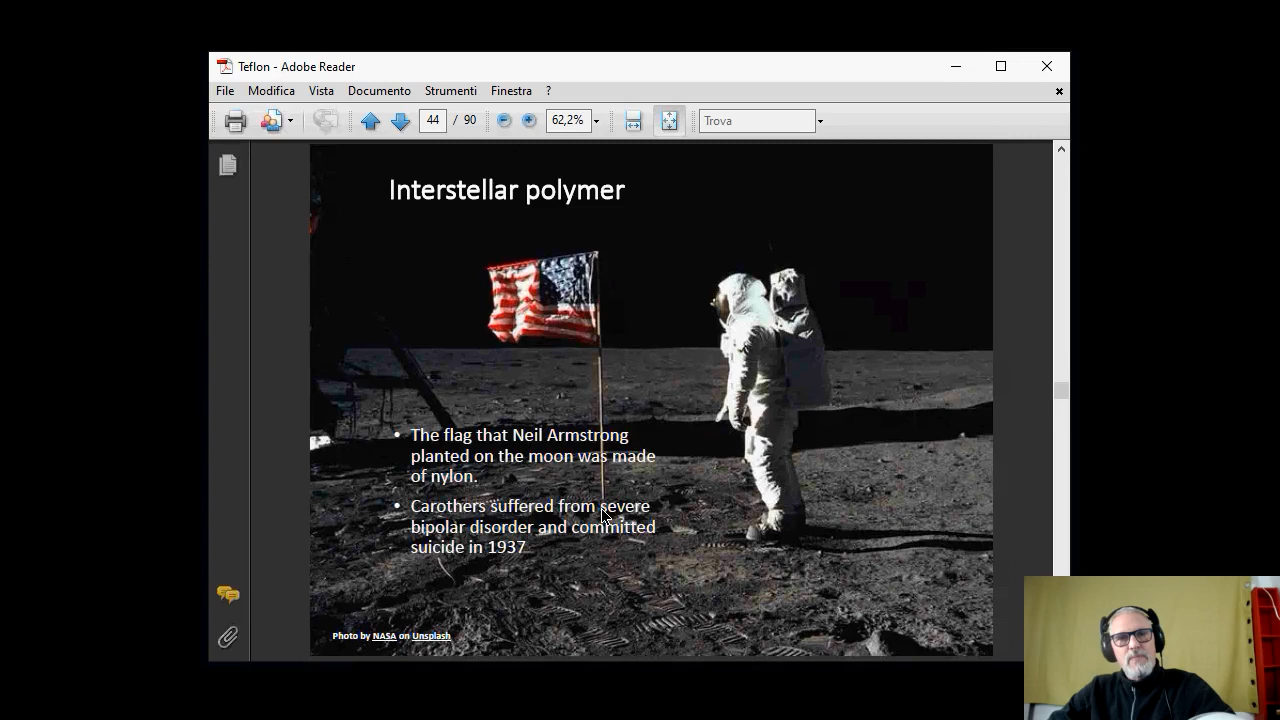 Teflon - Adobe Reader
File Modifica Vista Documento Strumenti Finestra ?
44 / 90 62,2% Trova
Interstellar polymer
• The flag that Neil Armstrong
planted on the moon was made
of nylon.
• Carothers suffered from severe
bipolar disorder and committed
suicide in 1937
Photo by NASA on Unsplash